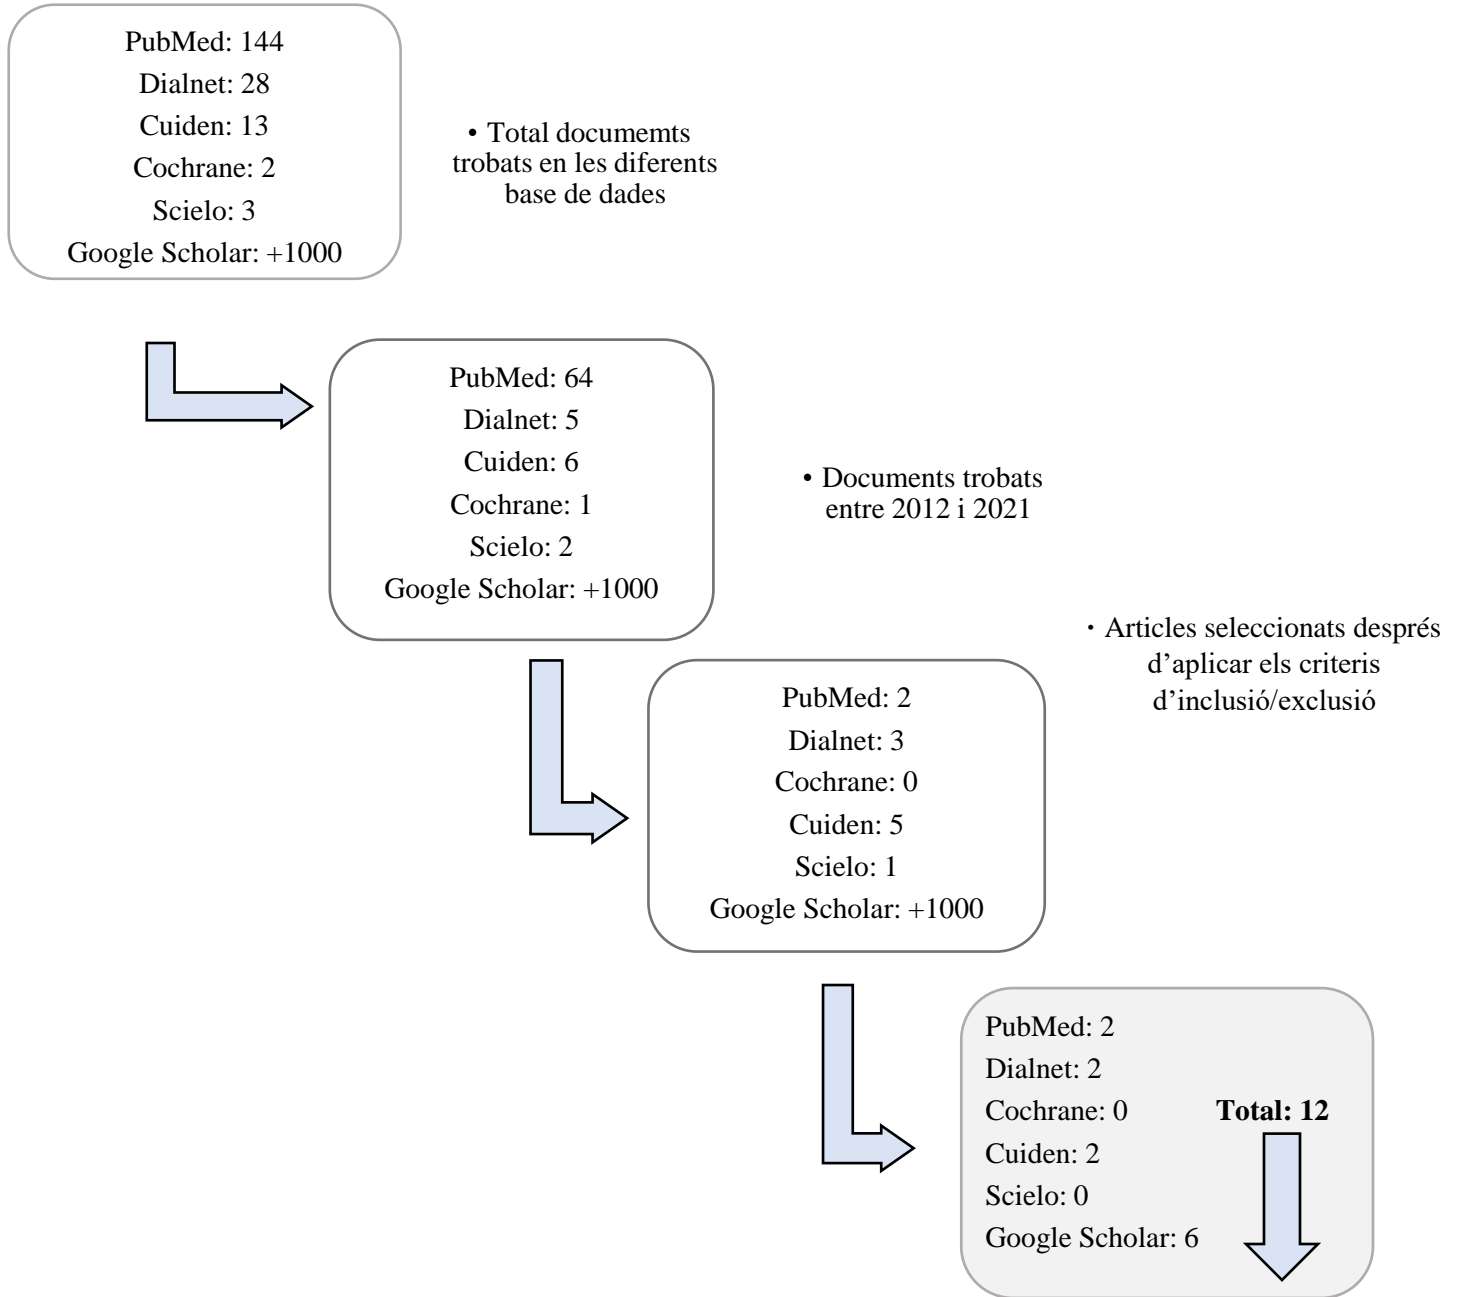 PubMed: 144
Dialnet: 28
Cuiden: 13
Cochrane: 2
Scielo: 3
Google Scholar: +1000
• Total documemts
trobats en les diferents
base de dades
PubMed: 64
Dialnet: 5
Cuiden: 6
Cochrane: 1
Scielo: 2
Google Scholar: +1000
• Documents trobats
entre 2012 i 2021
· Articles seleccionats després
d’aplicar els criteris
d’inclusió/exclusió
PubMed: 2
Dialnet: 3
Cochrane: 0
Cuiden: 5
Scielo: 1
Google Scholar: +1000
PubMed: 2
Dialnet: 2
Cochrane: 0
Total: 12
Cuiden: 2
Scielo: 0
Google Scholar: 6